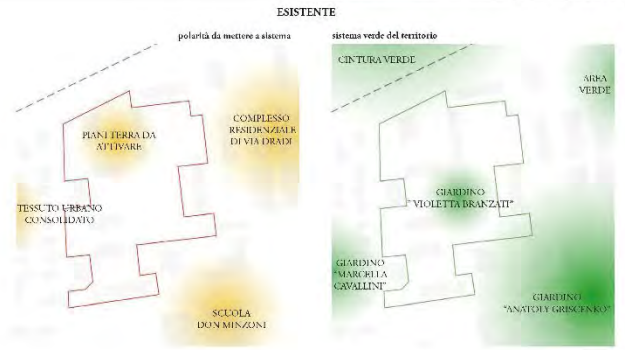 ESISTENTE
polarità da mettere a sistema
PIANI TERRA DA
ATTIVARE
COMPLESSO
RESIDENZIALE
DI VIA DRADI
TESSUTO URBANO
CONSOLIDATO
SCUOLA
DON MINZONI
sistema verde del territorio
CINTURA VERDE
AREA
VERDE
GIARDINO
"VIOLETTA BRANZATI"
GIARDINO
"MARCELLA
CAVALLINI"
GIARDINO
"ANATOLY GRISCENKO"